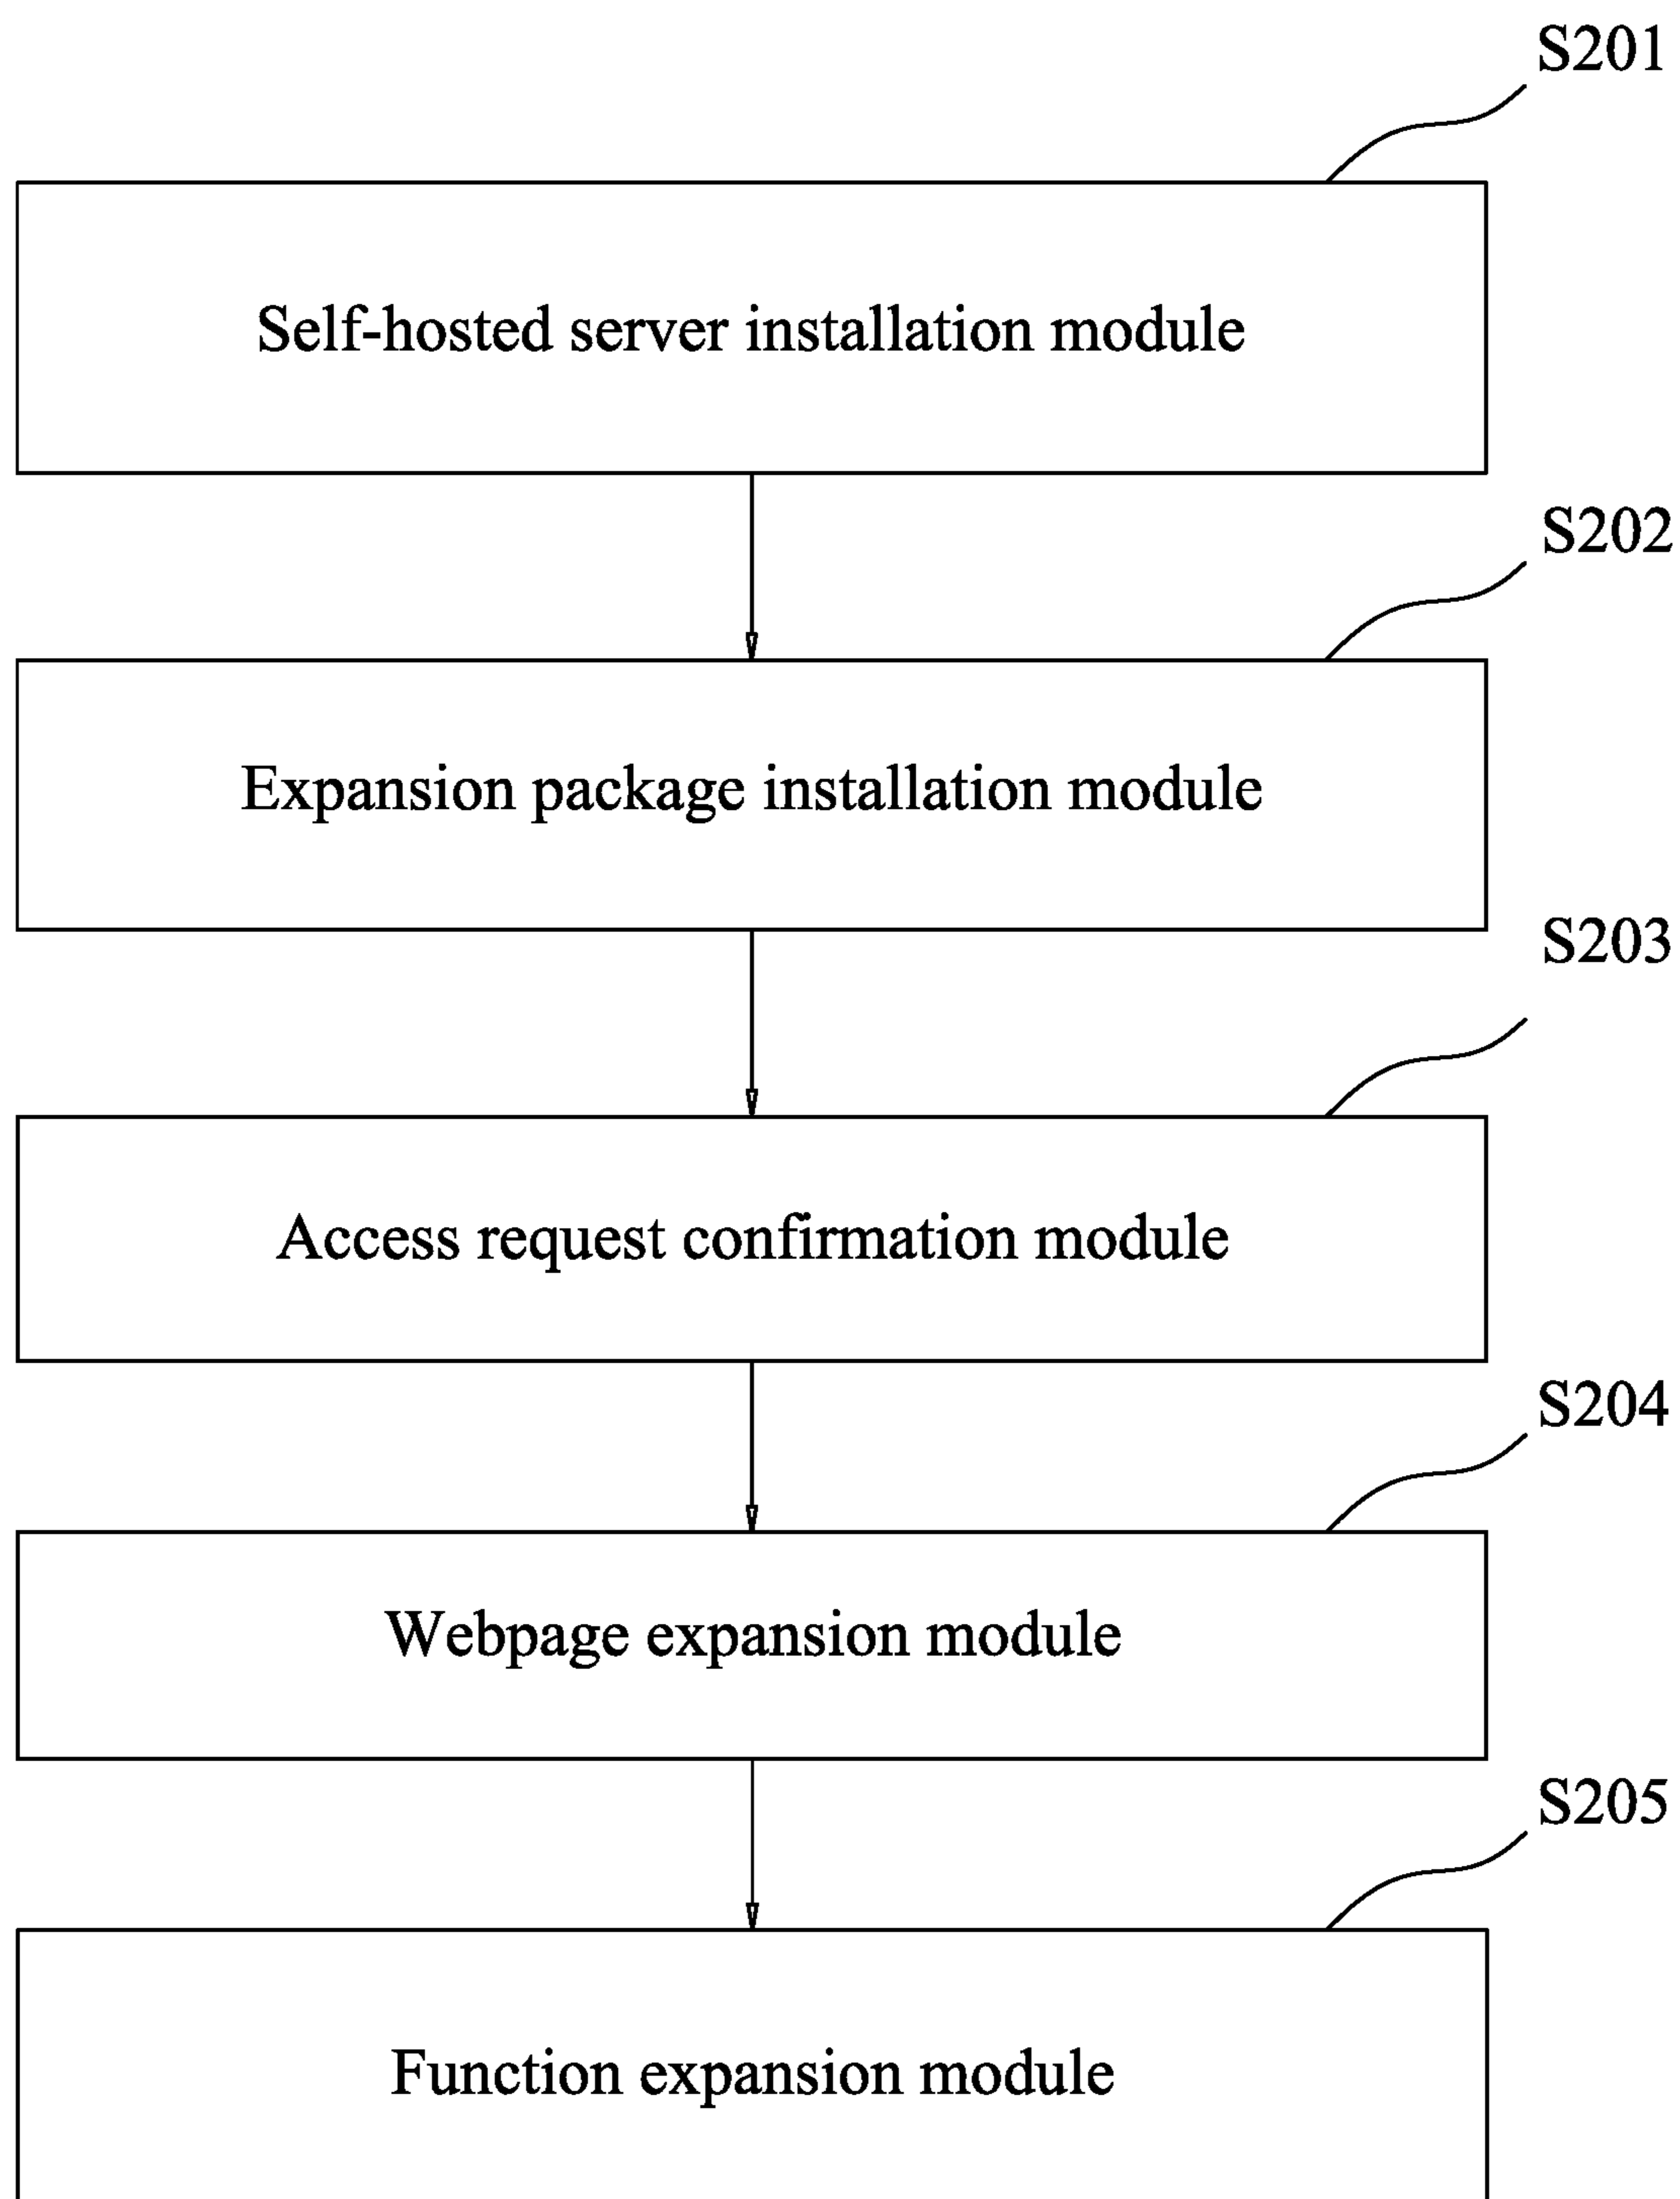 S201
Self-hosted server installation module
S202
Expansion package installation module
S203
Access request confirmation module
S204
Webpage expansion module
S205
Function expansion module